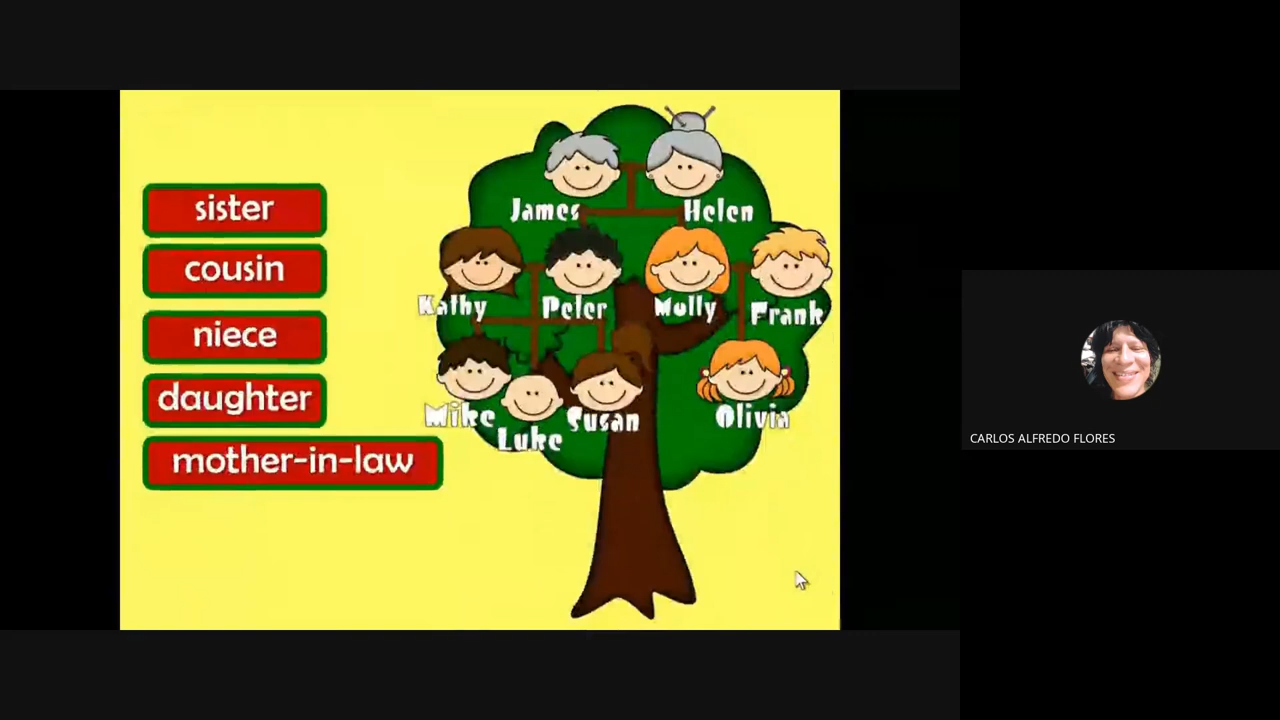 sister
cousin
niece
daughter
mother-in-law
James
Helen
Kathy
Peter
Molly
Frank
Mike
Luke
Susan
Olivia
CARLOS ALFREDO FLORES